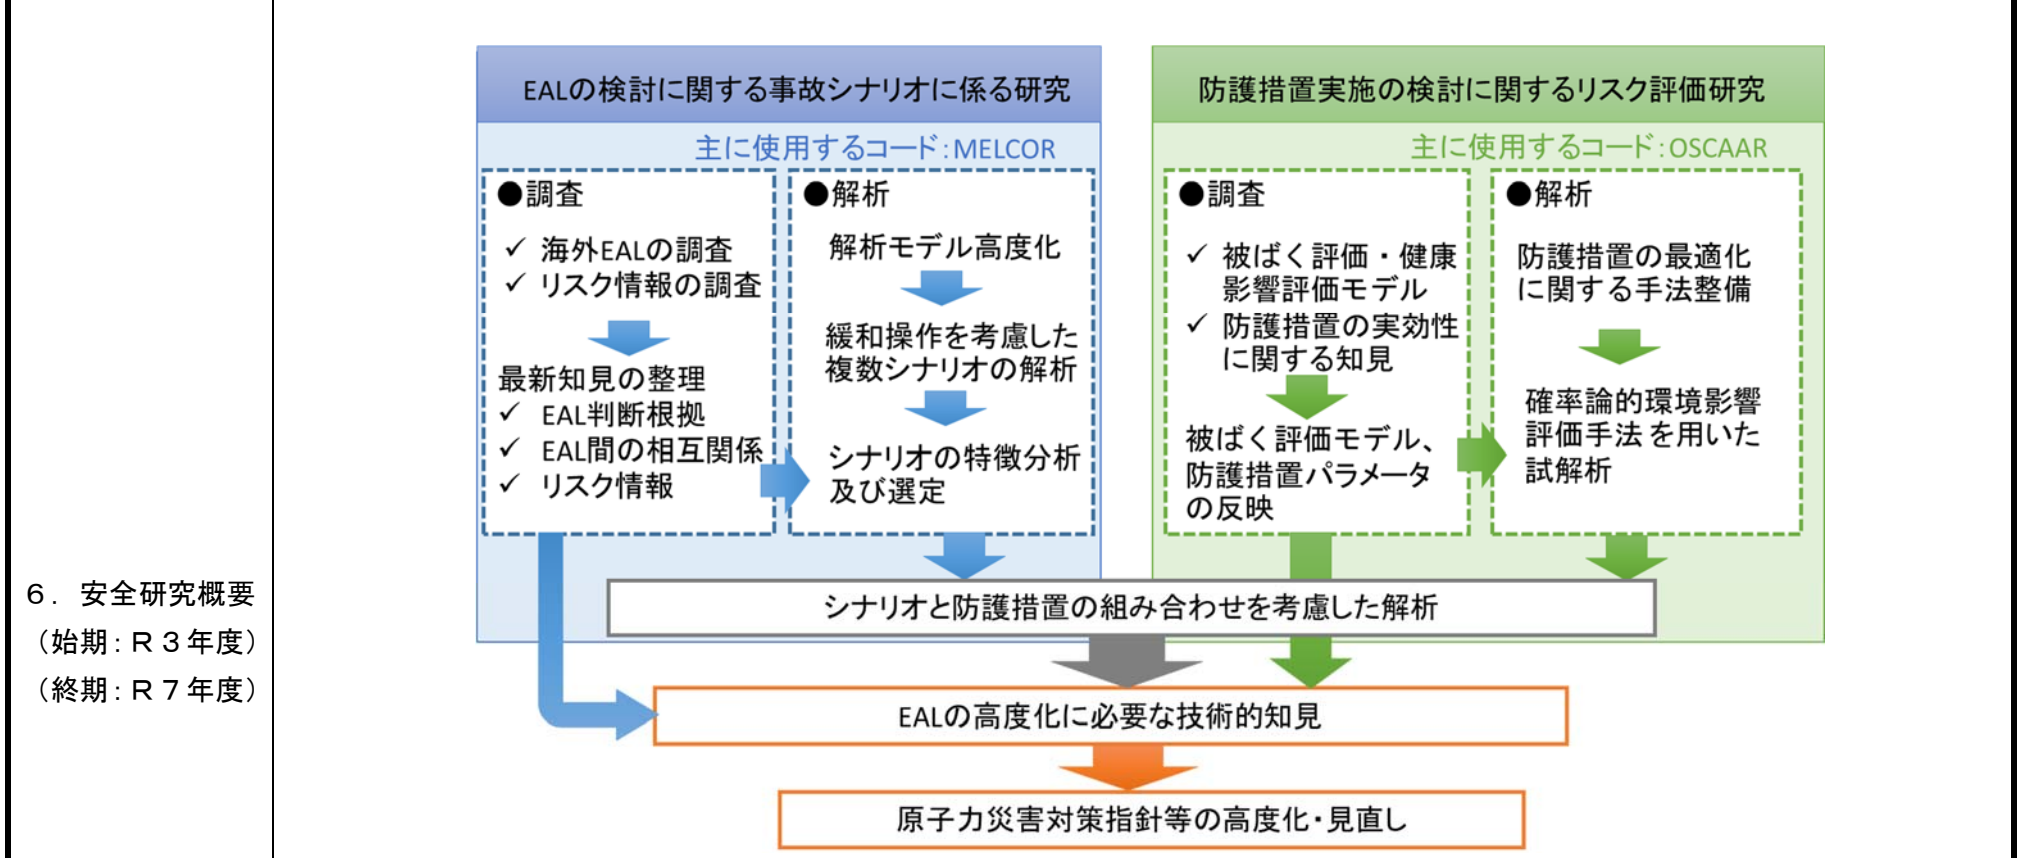 6．安全研究概要
（始期：R3年度）
（終期：R7年度）
EALの検討に関する事故シナリオに係る研究
主に使用するコード：MELCOR
●調査
✓ 海外EALの調査
✓ リスク情報の調査
最新知見の整理
✓ EAL判断根拠
✓ EAL間の相互関係
✓ リスク情報
●解析
解析モデル高度化
緩和操作を考慮した
複数シナリオの解析
シナリオの特徴分析
及び選定
防護措置実施の検討に関するリスク評価研究
主に使用するコード：OSCAAR
●調査
✓ 被ばく評価・健康
影響評価モデル
✓ 防護措置の実効性
に関する知見
被ばく評価モデル、
防護措置パラメータ
の反映
●解析
防護措置の最適化
に関する手法整備
確率論的環境影響
評価手法を用いた
試解析
シナリオと防護措置の組み合わせを考慮した解析
EALの高度化に必要な技術的知見
原子力災害対策指針等の高度化・見直し